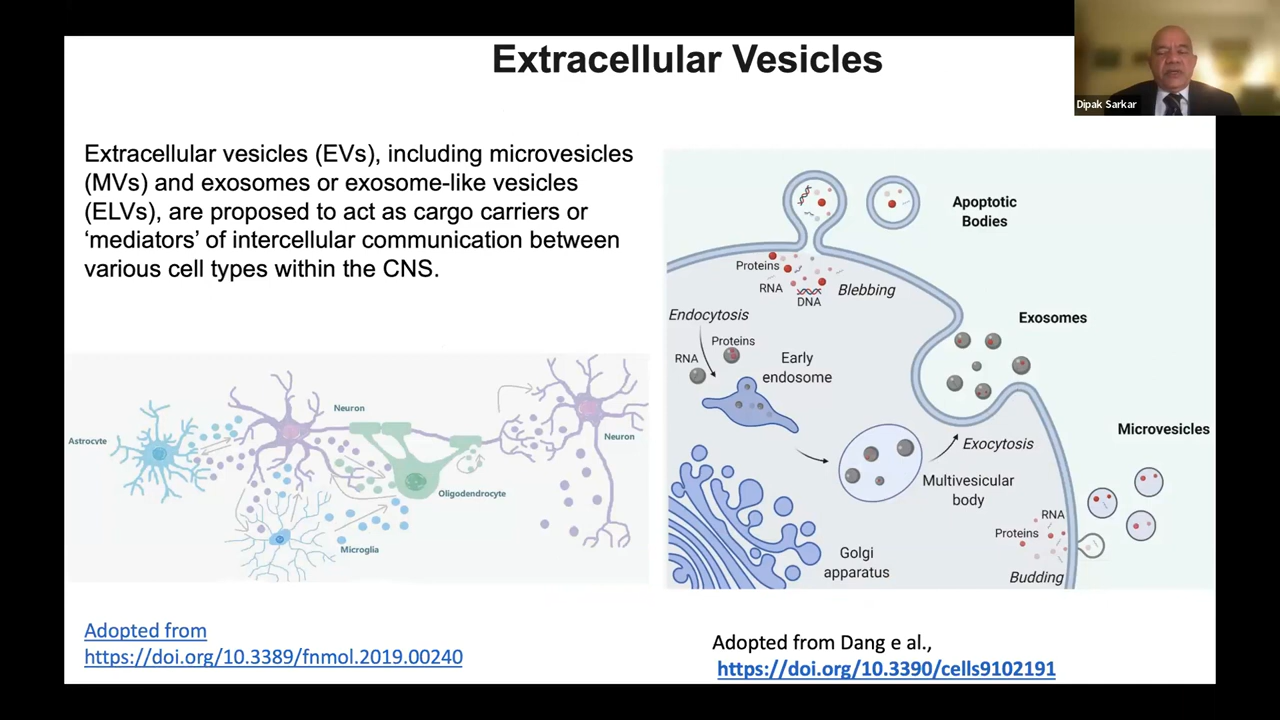 Extracellular Vesicles
Dipak Sarkar
Extracellular vesicles (EVs), including microvesicles
(MVs) and exosomes or exosome-like vesicles
(ELVs), are proposed to act as cargo carriers or
‘mediators’ of intercellular communication between
various cell types within the CNS.
Astrocyte
Neuron
Neuron
Oligodendrocyte
Microglia
Adopted from
https://doi.org/10.3389/fnmol.2019.00240
Apoptotic
Bodies
Proteins
RNA
DNA
Blebbing
Endocytosis
Proteins
RNA
Early
endosome
Exosomes
Exocytosis
Multivesicular
body
Microvesicles
RNA
Proteins
Budding
Golgi
apparatus
Adopted from Dang e al.,
https://doi.org/10.3390/cells9102191